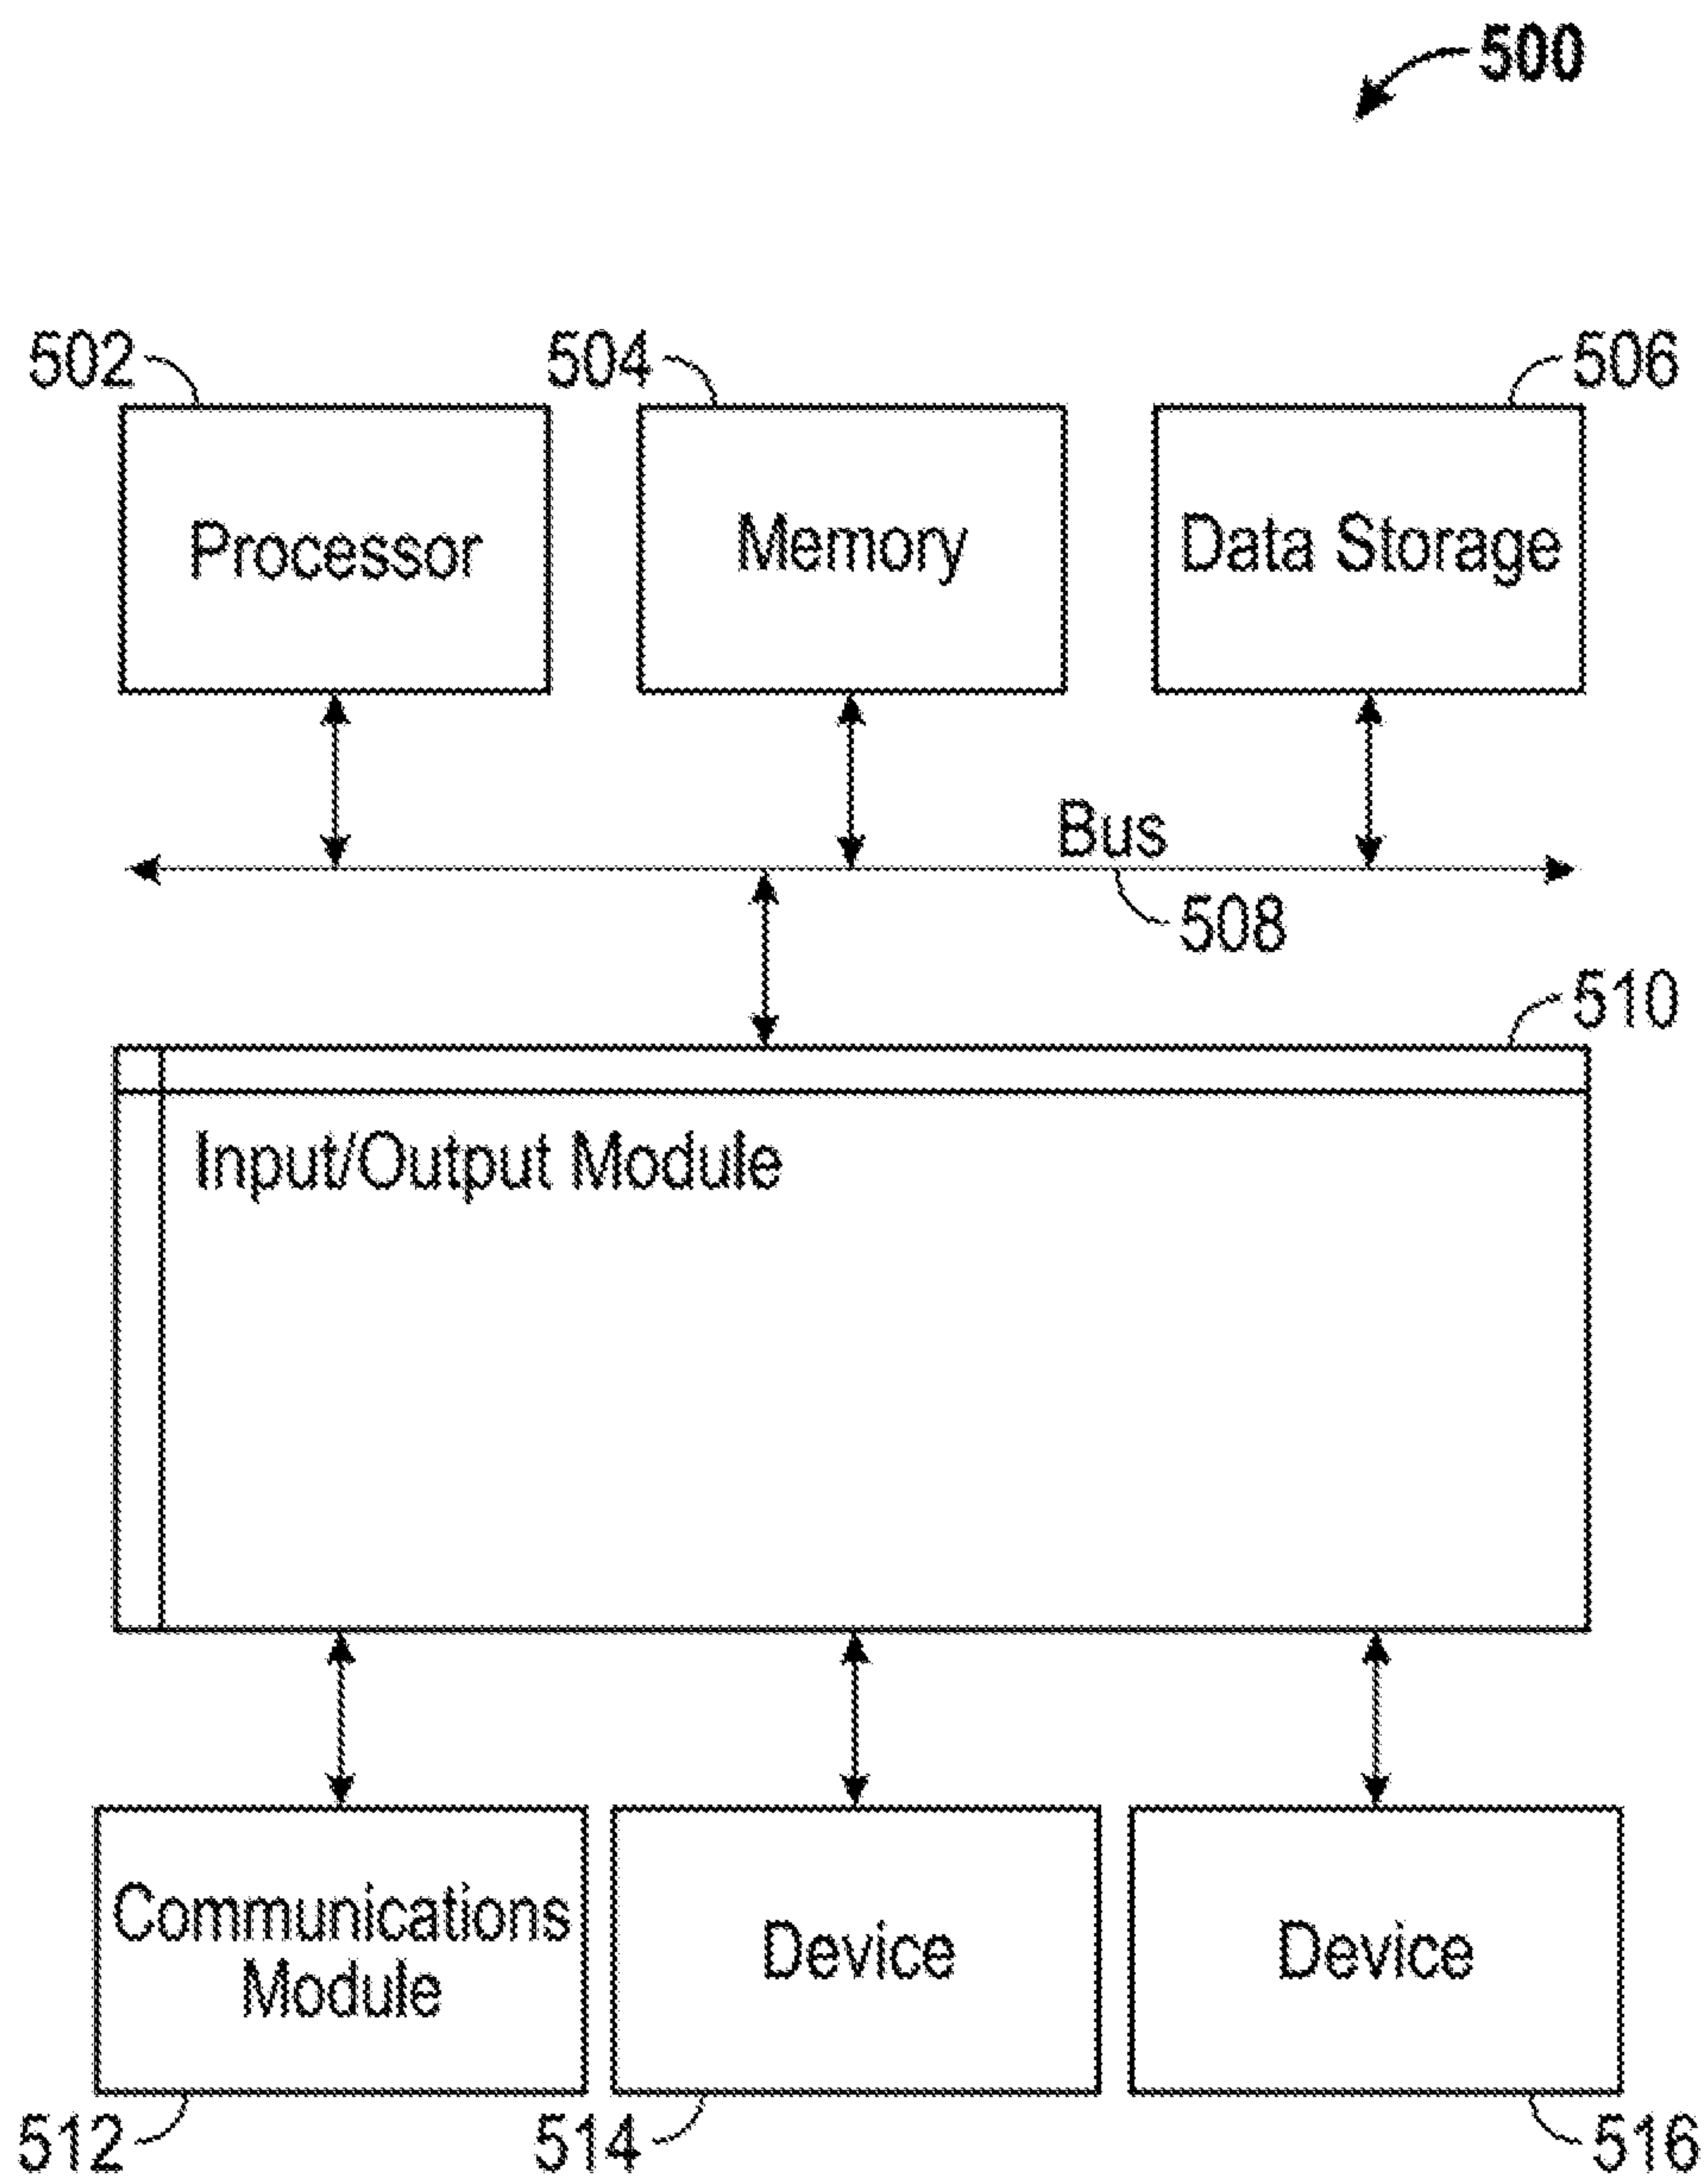 500
502
504
506
Processor
Memory
Data Storage
Bus
508
510
Input/Output Module
Communications
Module
Device
Device
512
514
516